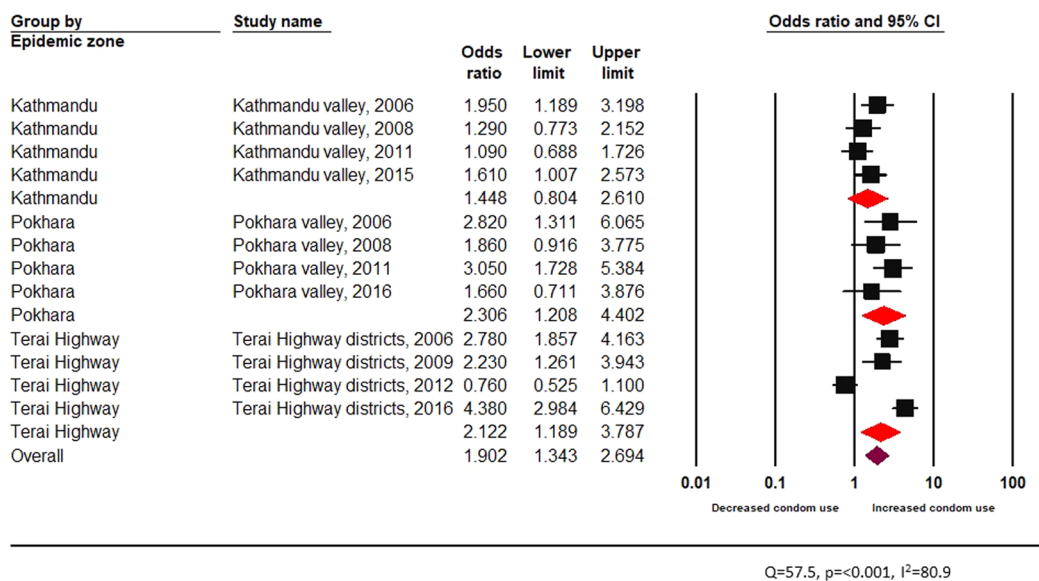 Group by Study name Odds ratio and 95% CI
Epidemic zone
Odds Lower Upper
ratio limit limit
Kathmandu Kathmandu valley, 2006 1.950 1.189 3.198
Kathmandu Kathmandu valley, 2008 1.290 0.773 2.152
Kathmandu Kathmandu valley, 2011 1.090 0.688 1.726
Kathmandu Kathmandu valley, 2015 1.610 1.007 2.573
Kathmandu 1.448 0.804 2.610
Pokhara Pokhara valley, 2006 2.820 1.311 6.065
Pokhara Pokhara valley, 2008 1.860 0.916 3.775
Pokhara Pokhara valley, 2011 3.050 1.728 5.384
Pokhara Pokhara valley, 2016 1.660 0.711 3.876
Pokhara 2.306 1.208 4.402
Terai Highway Terai Highway districts, 2006 2.780 1.857 4.163
Terai Highway Terai Highway districts, 2009 2.230 1.261 3.943
Terai Highway Terai Highway districts, 2012 0.760 0.525 1.100
Terai Highway Terai Highway districts, 2016 4.380 2.984 6.429
Terai Highway 2.122 1.189 3.787
Overall 1.902 1.343 2.694
0.01 0.1 1 10 100
Decreased condom use Increased condom use
Q=57.5, p=<0.001, I²=80.9